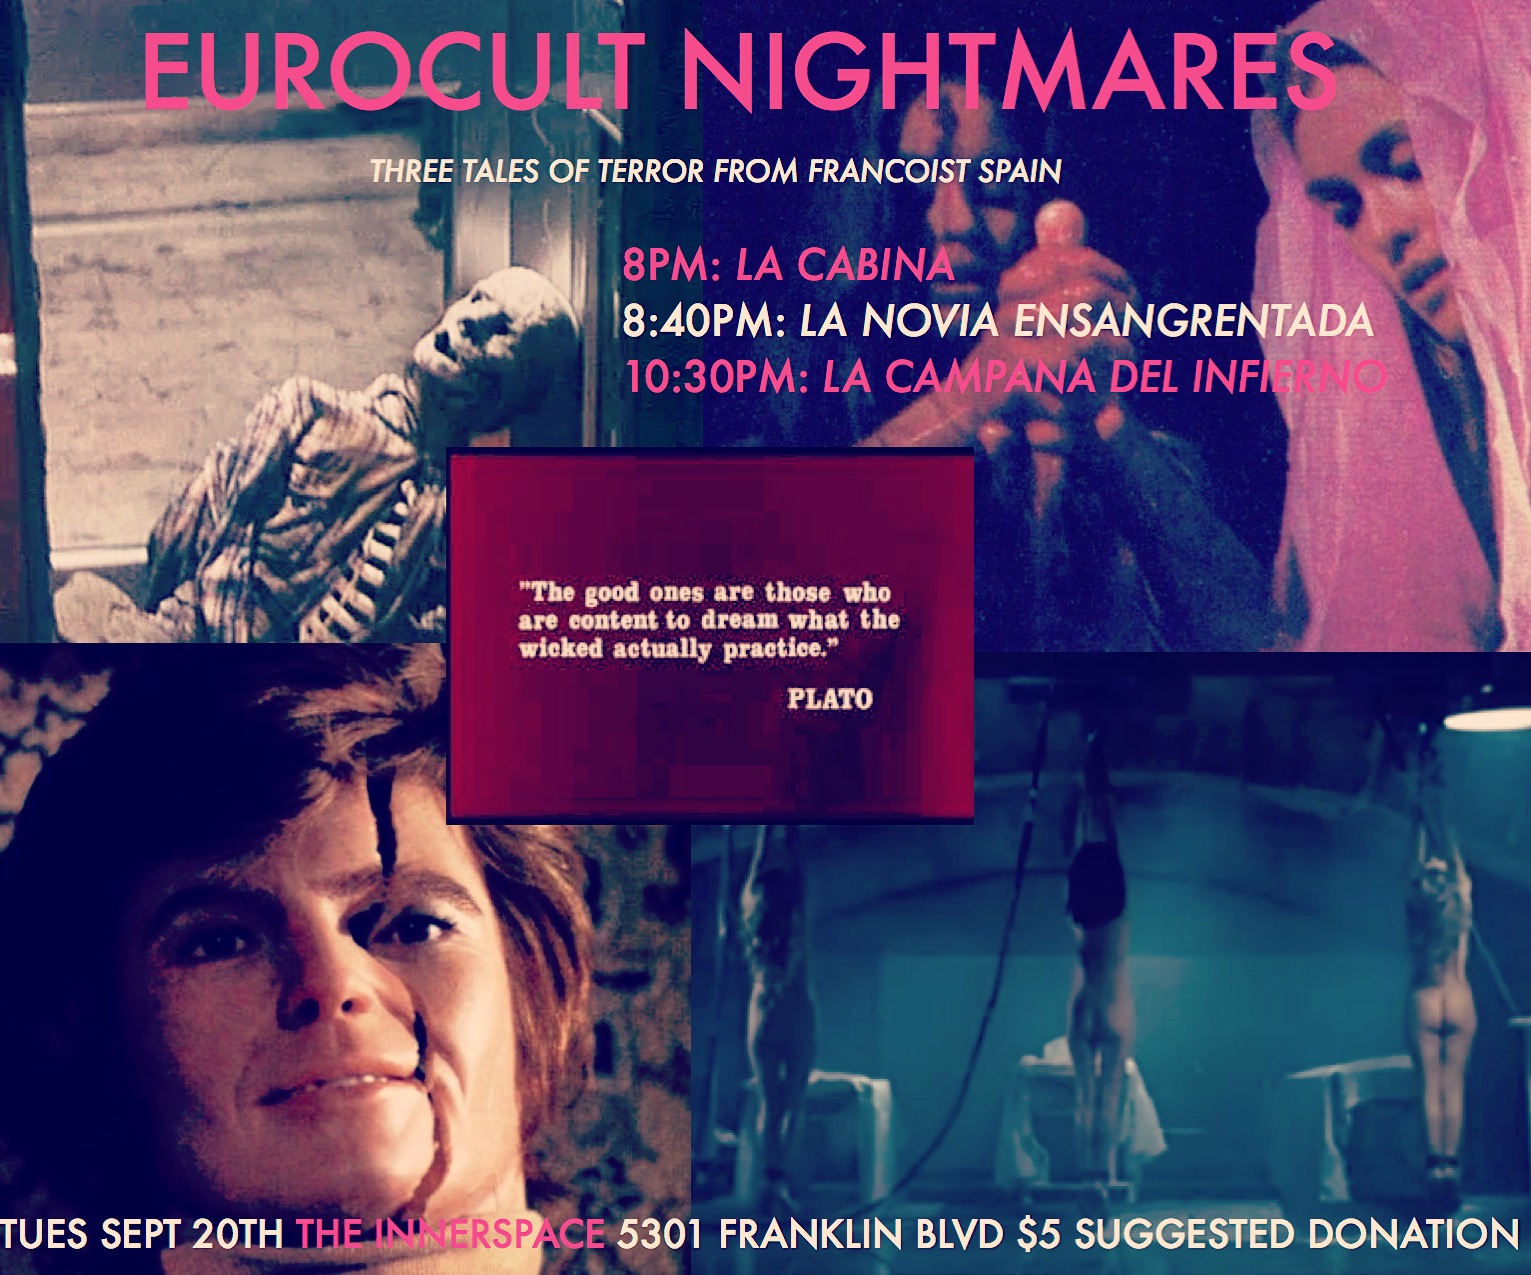 EUROCULT NIGHTMARES
THREE TALES OF TERROR FROM FRANCOIST SPAIN
8PM: LA CABINA
8:40PM: LA NOVIA ENSANGRENTADA
10:30PM: LA CAMPANA DEL INFIERNO
"The good ones are those who
are content to dream what the
wicked actually practice."
PLATO
TUES SEPT 20TH THE INNERSPACE 5301 FRANKLIN BLVD $5 SUGGESTED DONATION